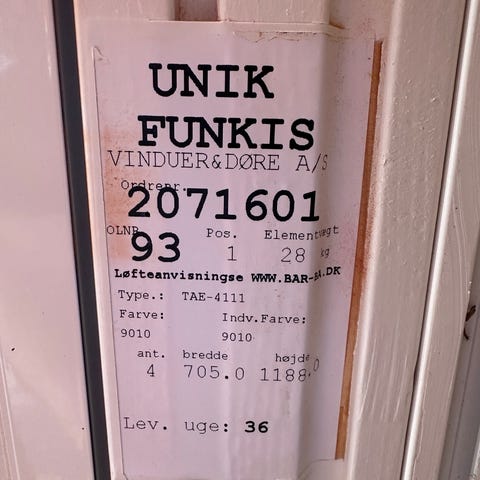 UNIK
FUNKIS
VINDUER&DØRE A/S
Ordrenr.
2071601
OLNB Pos. Elementvægt
93 1 28 kg
Løfteanvisningse WWW.BAR-BA.DK
Type.: TAE-4111
Farve: Indv.Farve:
9010 9010
ant. bredde højde
4 705.0 1188.0
Lev. uge: 36